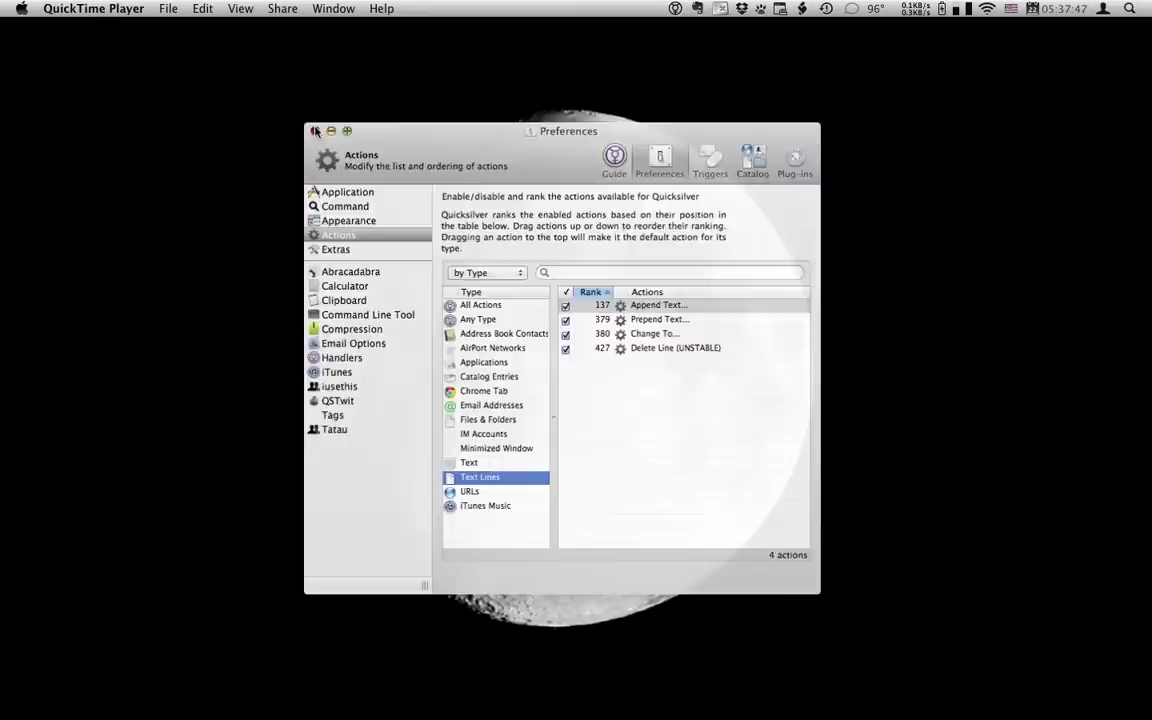 QuickTime Player File Edit View Share Window Help 96° 0.1KB/s 0.3KB/s 05:37:47
Preferences
Actions
Modify the list and ordering of actions
Guide Preferences Triggers Catalog Plug-ins
Application
Command
Appearance
Actions
Extras
Abracadabra
Calculator
Clipboard
Command Line Tool
Compression
Email Options
Handlers
iTunes
iusethis
QSTwit
Tags
Tatau
Enable/disable and rank the actions available for Quicksilver
Quicksilver ranks the enabled actions based on their position in
the table below. Drag actions up or down to reorder their ranking.
Dragging an action to the top will make it the default action for its
type.
by Type
Type
All Actions
Any Type
Address Book Contacts
AirPort Networks
Applications
Catalog Entries
Chrome Tab
Email Addresses
Files & Folders
IM Accounts
Minimized Window
Text
Text Lines
URLs
iTunes Music
Rank Actions
137 Append Text...
379 Prepend Text...
380 Change To...
427 Delete Line (UNSTABLE)
4 actions